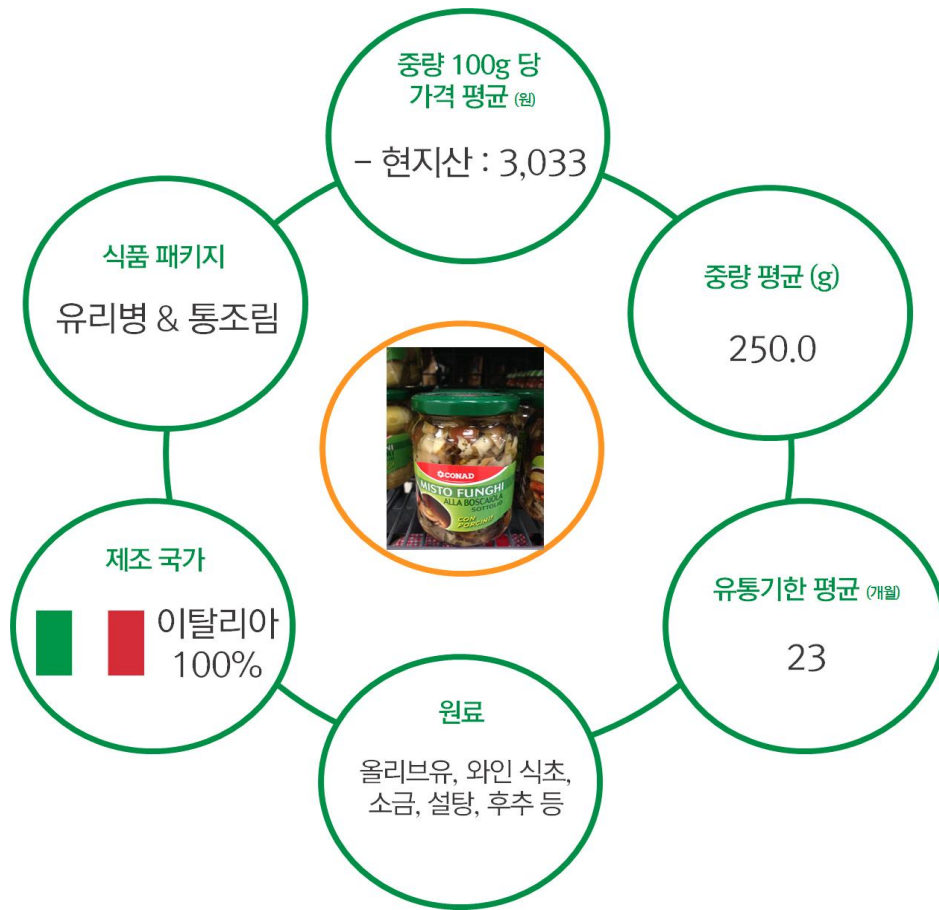 중량 100g 당
가격 평균 (원)
– 현지산 : 3,033
식품 패키지
유리병 & 통조림
중량 평균 (g)
250.0
CONAD
MISTO FUNGHI
ALLA BOSCAIOLA
SOTTOLIO
CON
PORCINI
제조 국가
이탈리아
100%
유통기한 평균 (개월)
23
원료
올리브유, 와인 식초,
소금, 설탕, 후추 등